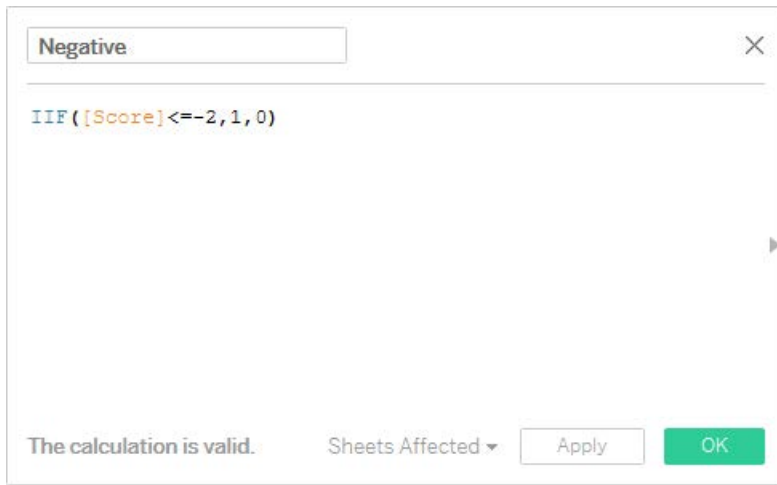 Negative
IIF([Score]<=-2,1,0)
The calculation is valid. Sheets Affected Apply OK